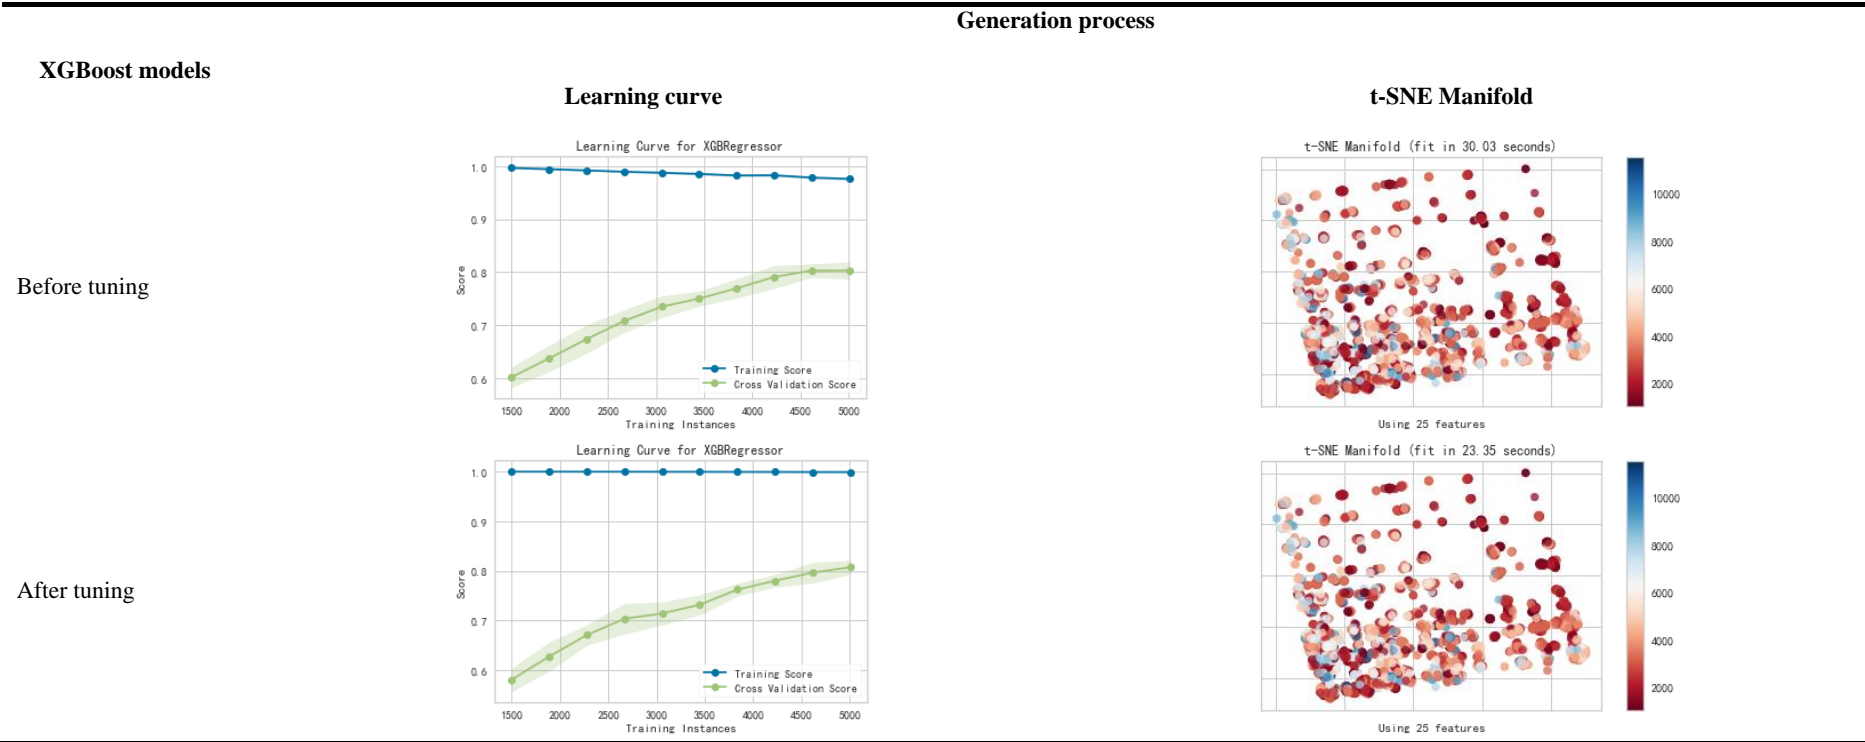 Generation process
XGBoost models
Learning curve
t-SNE Manifold
Before tuning
Learning Curve for XGBRegressor
1.0
0.9
0.8
0.7
0.6
Score
Training Score
Cross Validation Score
1500 2000 2500 3000 3500 4000 4500 5000
Training Instances
t-SNE Manifold (fit in 30.03 seconds)
10000
8000
6000
4000
2000
Using 25 features
After tuning
Learning Curve for XGBRegressor
1.0
0.9
0.8
0.7
0.6
Score
Training Score
Cross Validation Score
1500 2000 2500 3000 3500 4000 4500 5000
Training Instances
t-SNE Manifold (fit in 23.35 seconds)
10000
8000
6000
4000
2000
Using 25 features